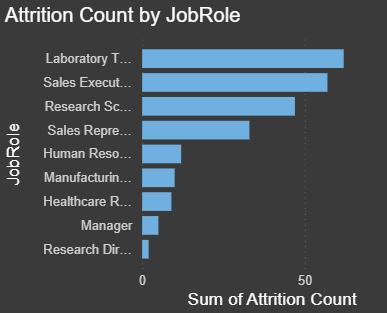 Attrition Count by JobRole
JobRole
Laboratory T...
Sales Execut...
Research Sc...
Sales Repre...
Human Reso...
Manufacturin...
Healthcare R...
Manager
Research Dir...
0
50
Sum of Attrition Count